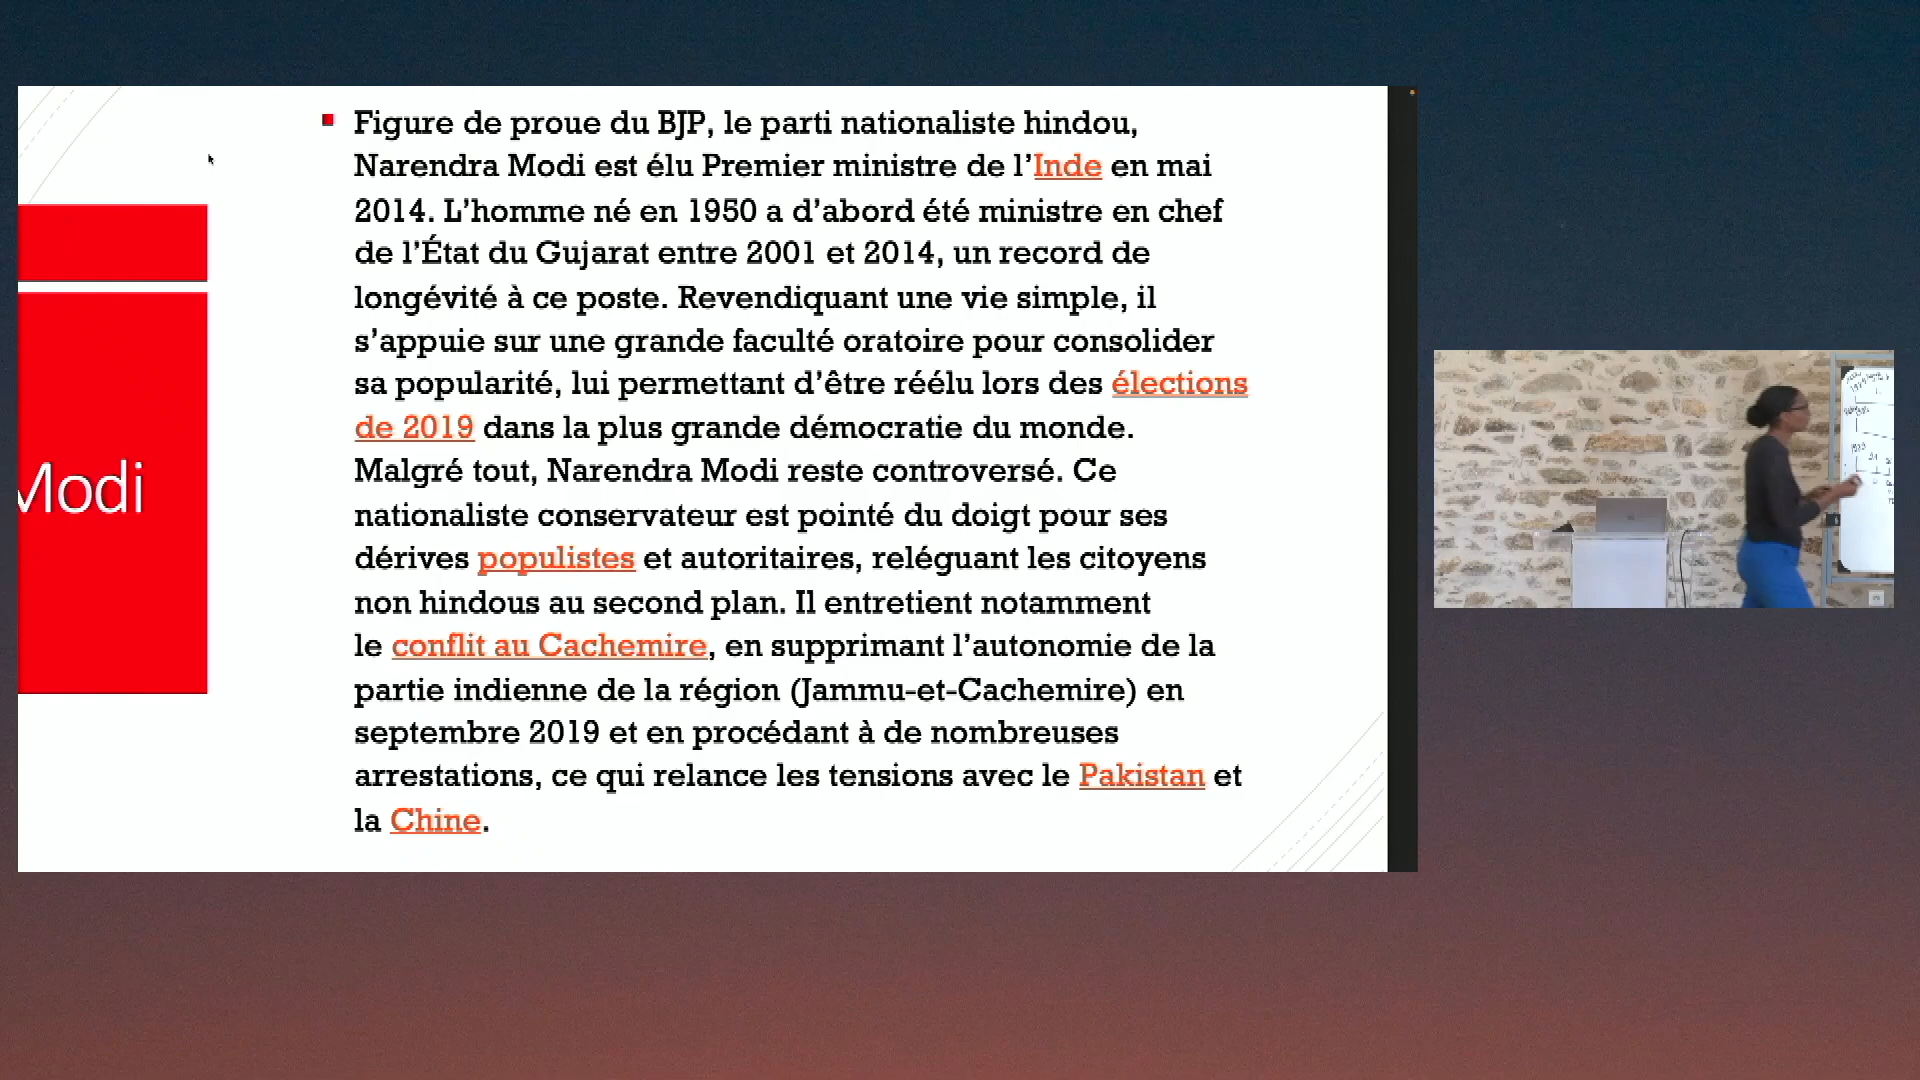 Modi
Figure de proue du BJP, le parti nationaliste hindou,
Narendra Modi est élu Premier ministre de l’Inde en mai
2014. L’homme né en 1950 a d’abord été ministre en chef
de l’État du Gujarat entre 2001 et 2014, un record de
longévité à ce poste. Revendiquant une vie simple, il
s’appuie sur une grande faculté oratoire pour consolider
sa popularité, lui permettant d’être réélu lors des élections
de 2019 dans la plus grande démocratie du monde.
Malgré tout, Narendra Modi reste controversé. Ce
nationaliste conservateur est pointé du doigt pour ses
dérives populistes et autoritaires, reléguant les citoyens
non hindous au second plan. Il entretient notamment
le conflit au Cachemire, en supprimant l’autonomie de la
partie indienne de la région (Jammu-et-Cachemire) en
septembre 2019 et en procédant à de nombreuses
arrestations, ce qui relance les tensions avec le Pakistan et
la Chine.